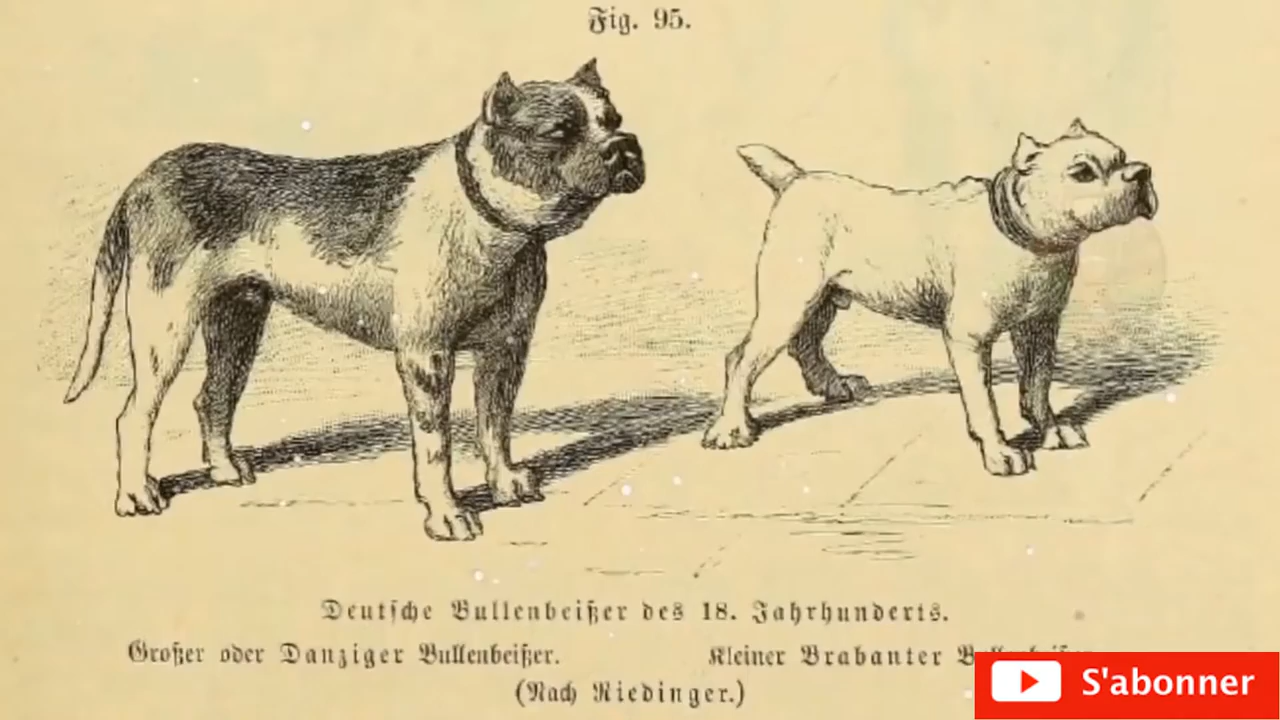 Fig. 95.
Deutſche Bullenbeißer des 18. Jahrhunderts.
Großer oder Danziger Bullenbeißer.
Kleiner Brabanter
(Nach Riedinger.)
S'abonner